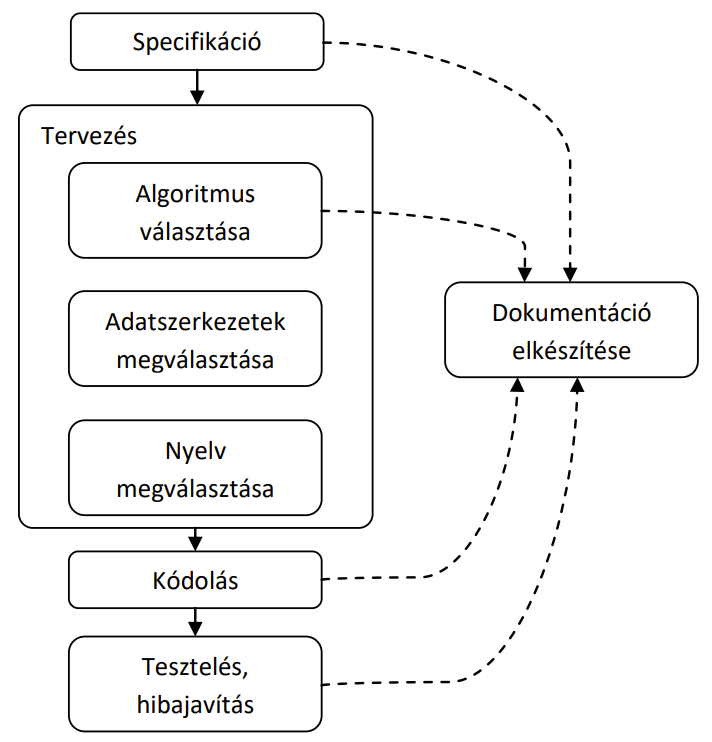 Specifikáció
Tervezés
Algoritmus
választása
Adatszerkezetek
megválasztása
Nyelv
megválasztása
Kódolás
Tesztelés,
hibajavítás
Dokumentáció
elkészítése